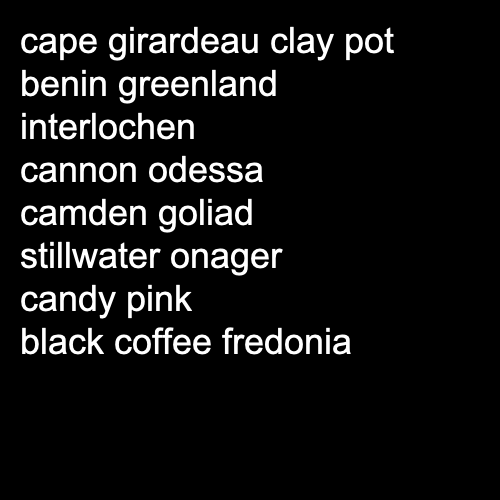 cape girardeau clay pot
benin greenland
interlochen
cannon odessa
camden goliad
stillwater onager
candy pink
black coffee fredonia